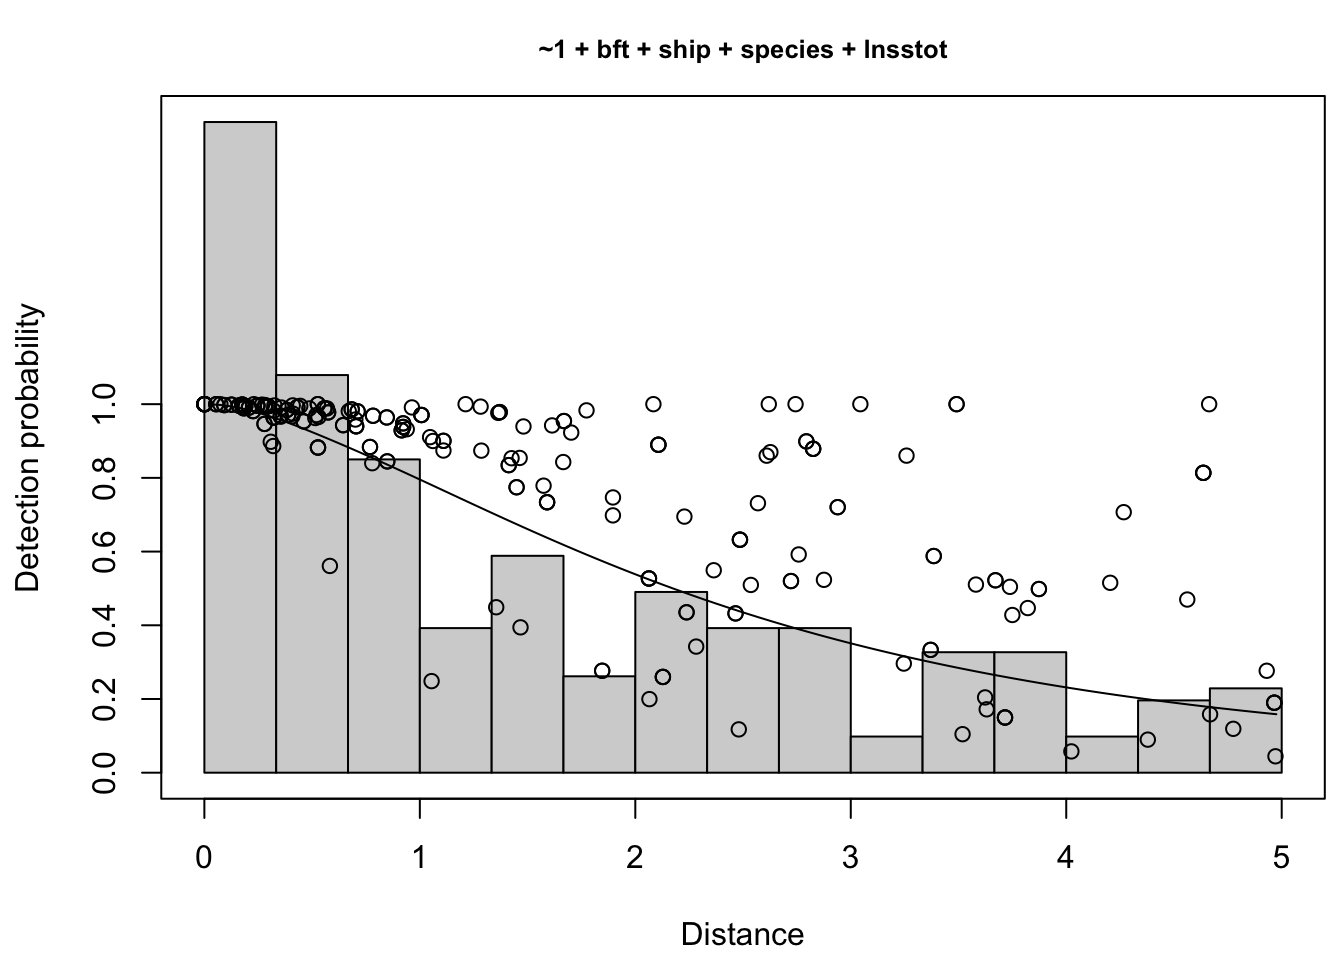 ~1 + bft + ship + species + lnsstot
Detection probability
1.0
0.8
0.6
0.4
0.2
0.0
0 1 2 3 4 5
Distance